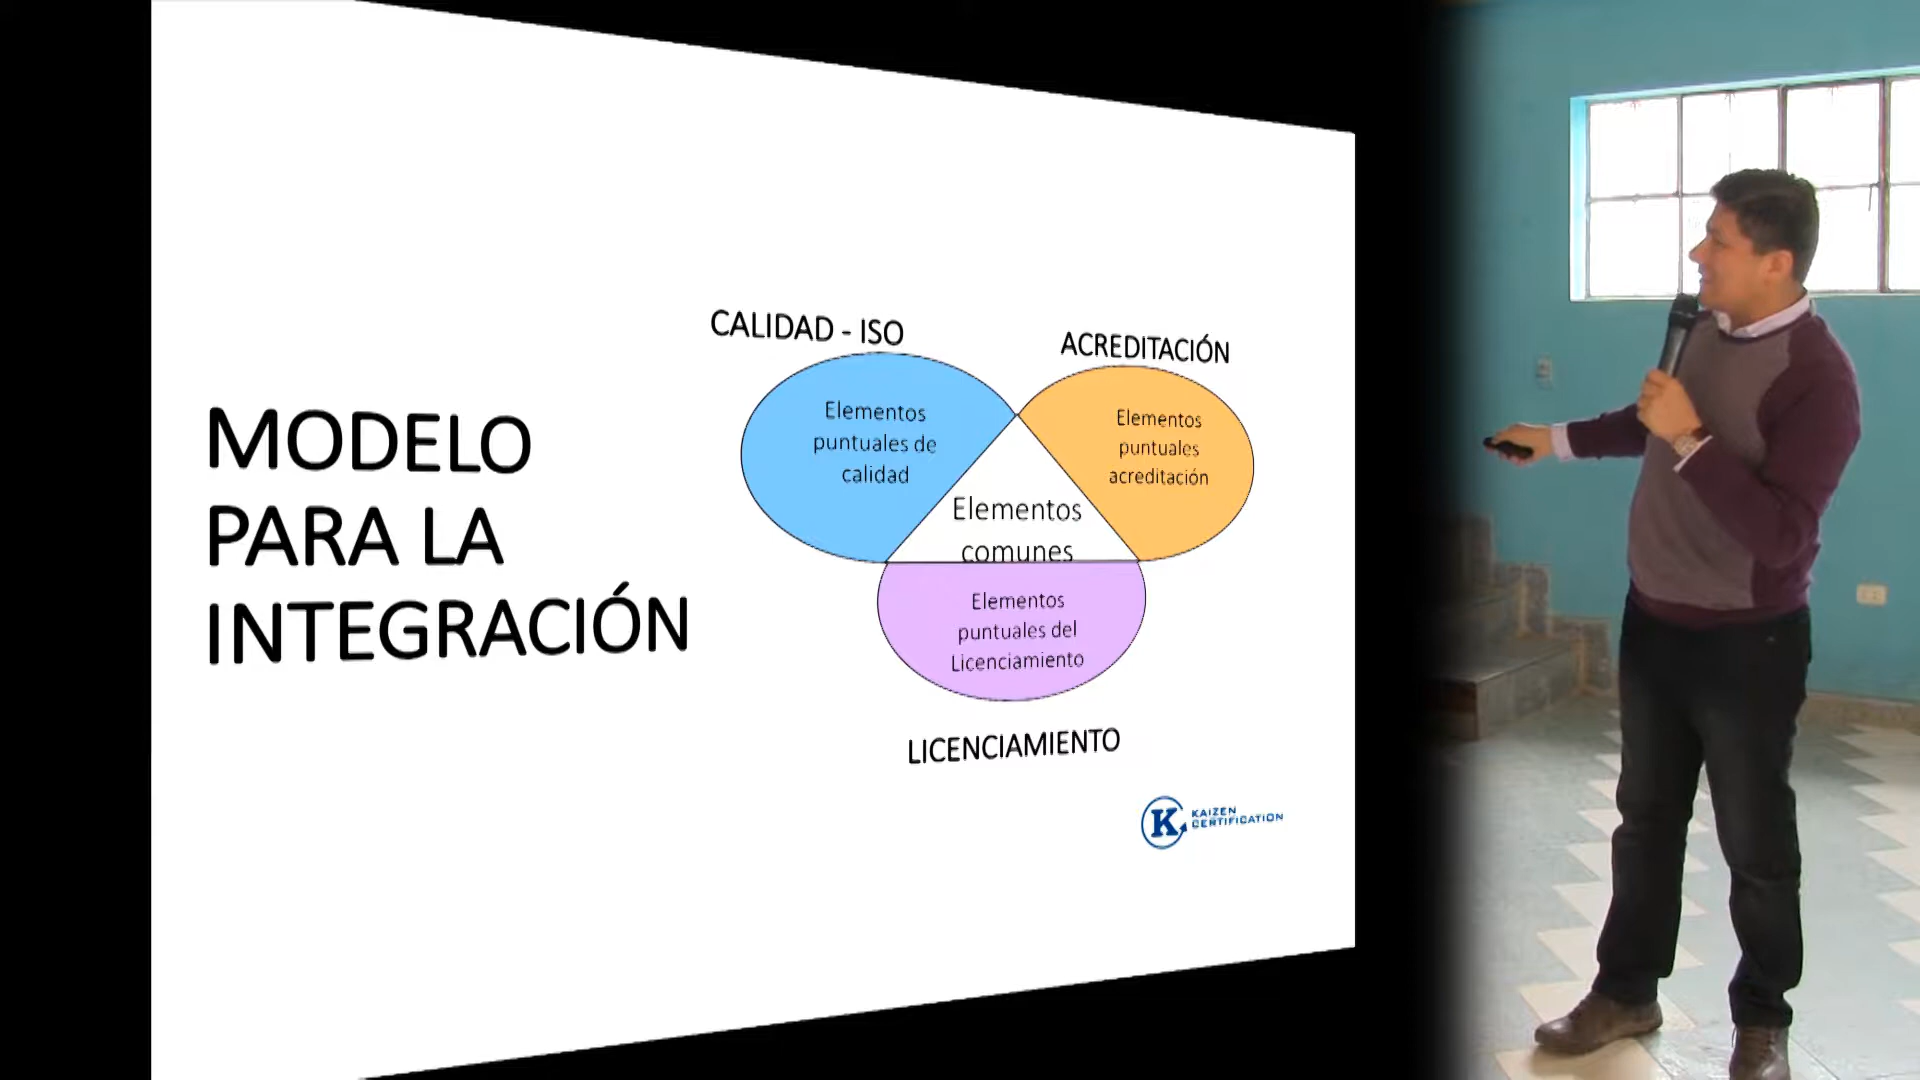 MODELO
PARA LA
INTEGRACIÓN
CALIDAD - ISO
ACREDITACIÓN
Elementos
puntuales de
calidad
Elementos
puntuales
acreditación
Elementos
comunes
Elementos
puntuales del
Licenciamiento
LICENCIAMIENTO
K
KAIZEN
CERTIFICATION